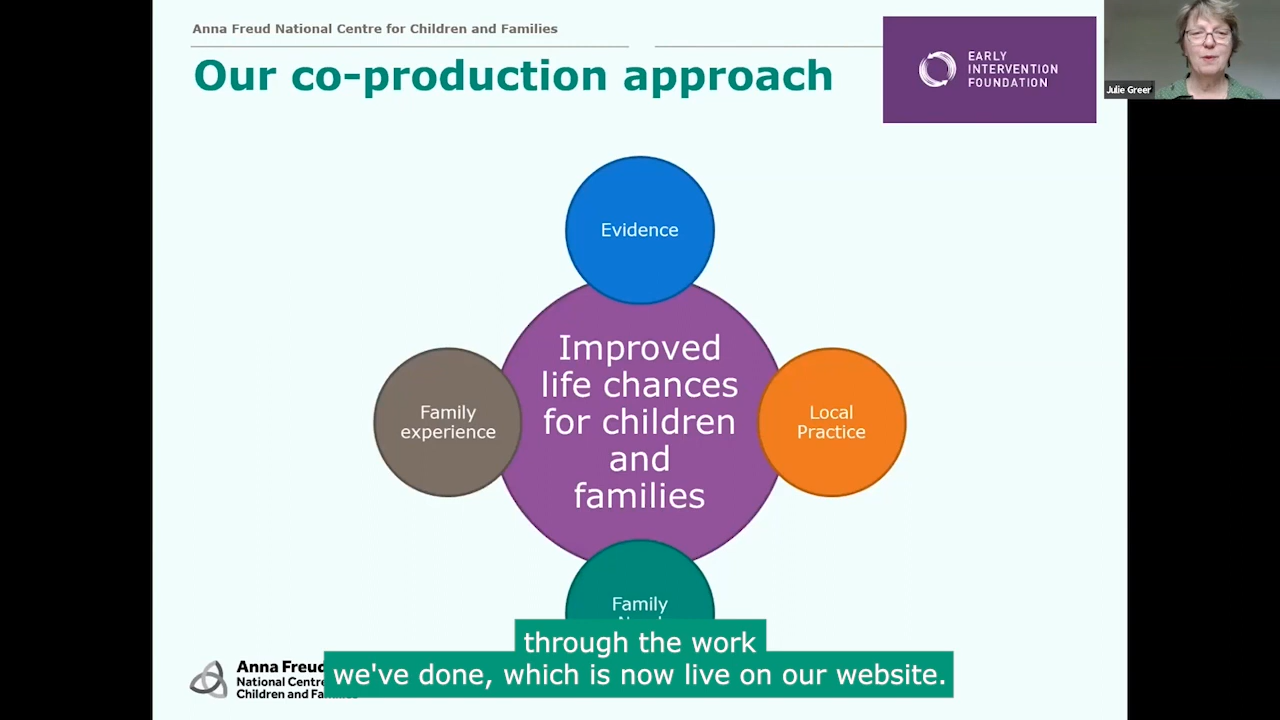 Anna Freud National Centre for Children and Families
Our co-production approach
EARLY
INTERVENTION
FOUNDATION
Julie Greer
Evidence
Improved
life chances
for children
and
families
Family
experience
Local
Practice
Family
through the work
we've done, which is now live on our website.
Anna Freud
National Centre
Children and